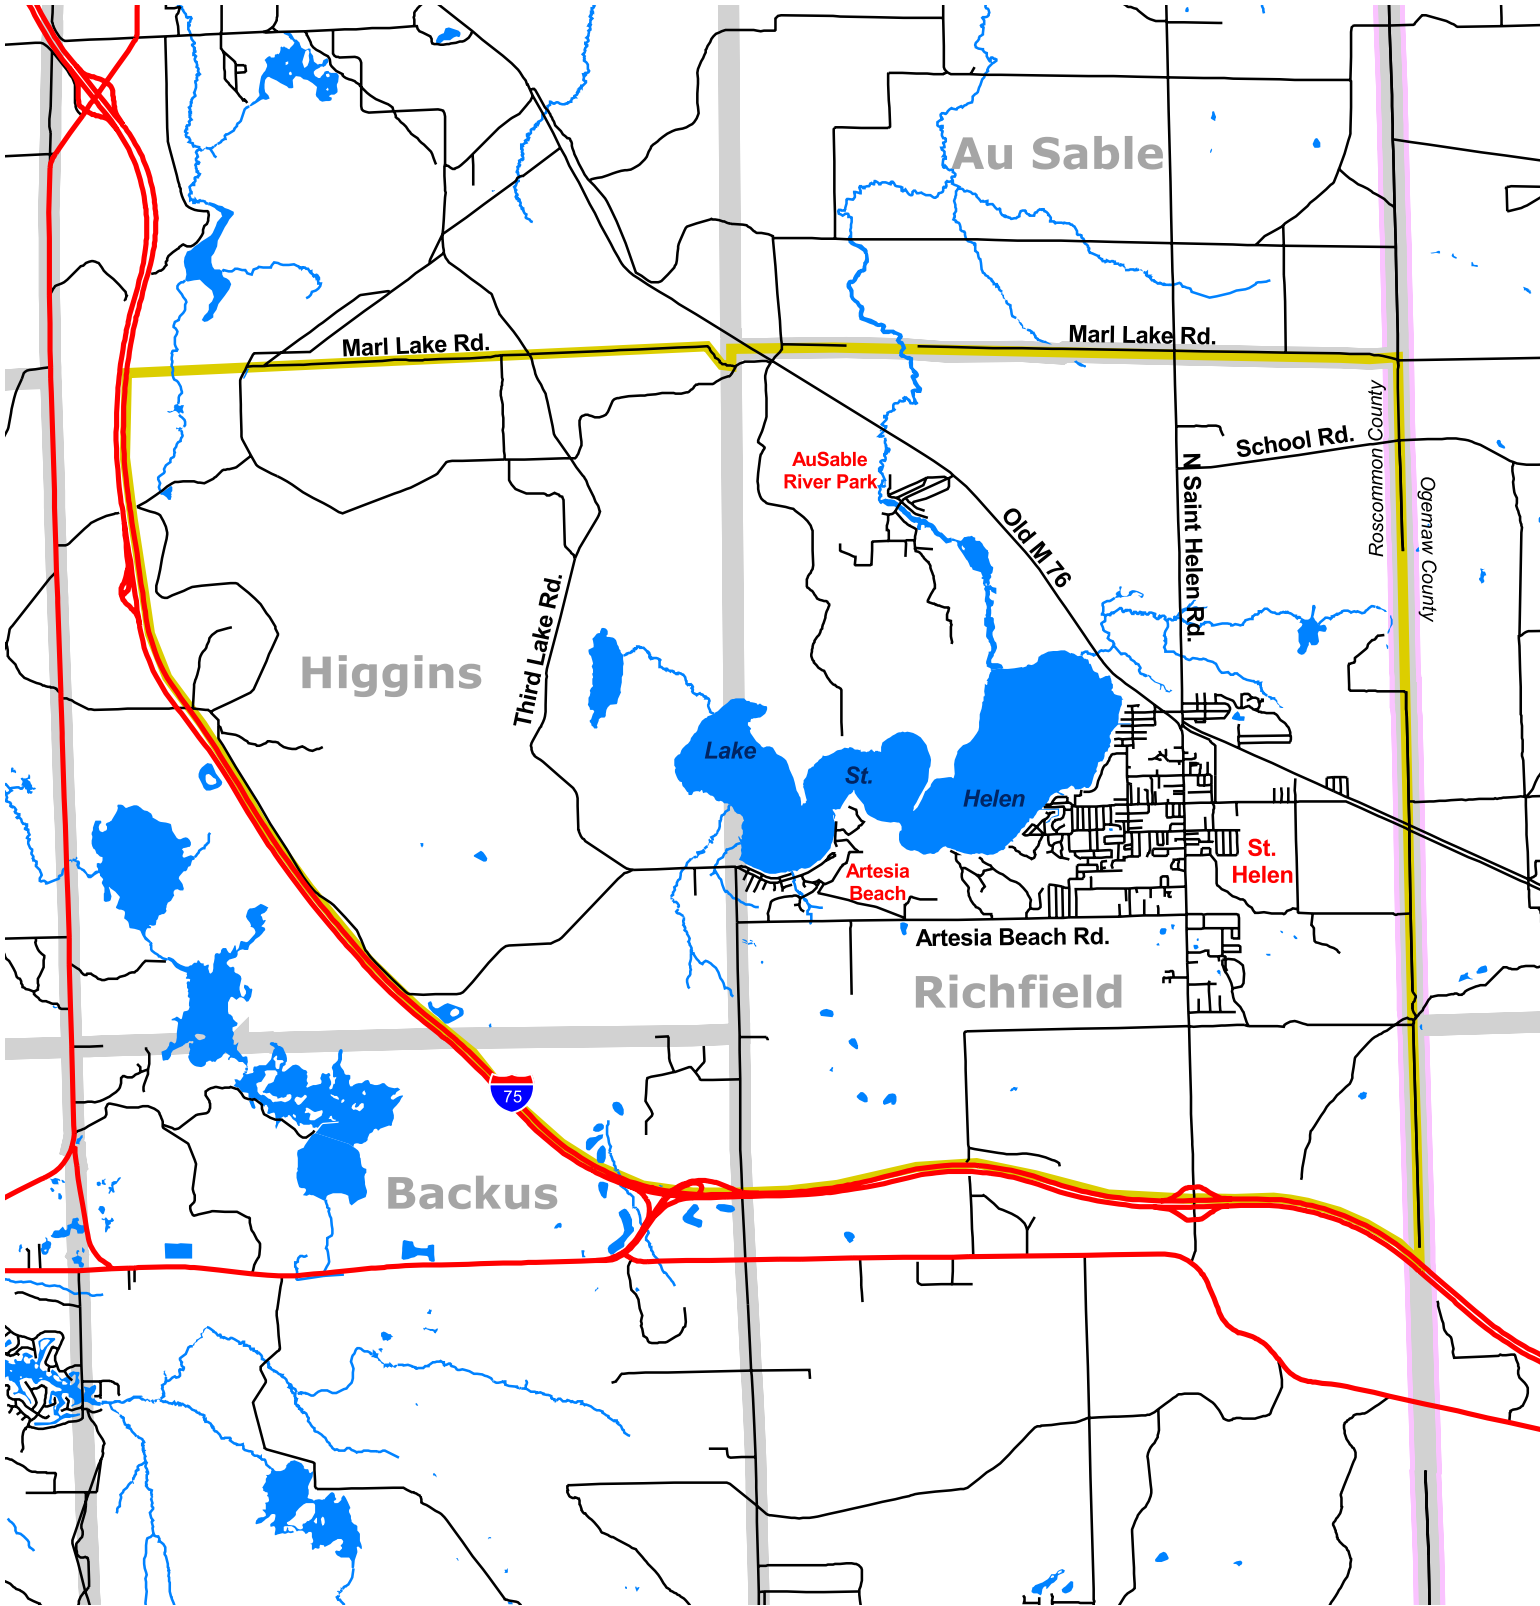 Au Sable
Marl Lake Rd.
Marl Lake Rd.
School Rd.
Roscommon County
Ogemaw County
AuSable
River Park
N Saint Helen Rd.
Old M 76
Third Lake Rd.
Higgins
Lake
St.
Helen
St.
Helen
Artesia
Beach
Artesia Beach Rd.
Richfield
75
Backus